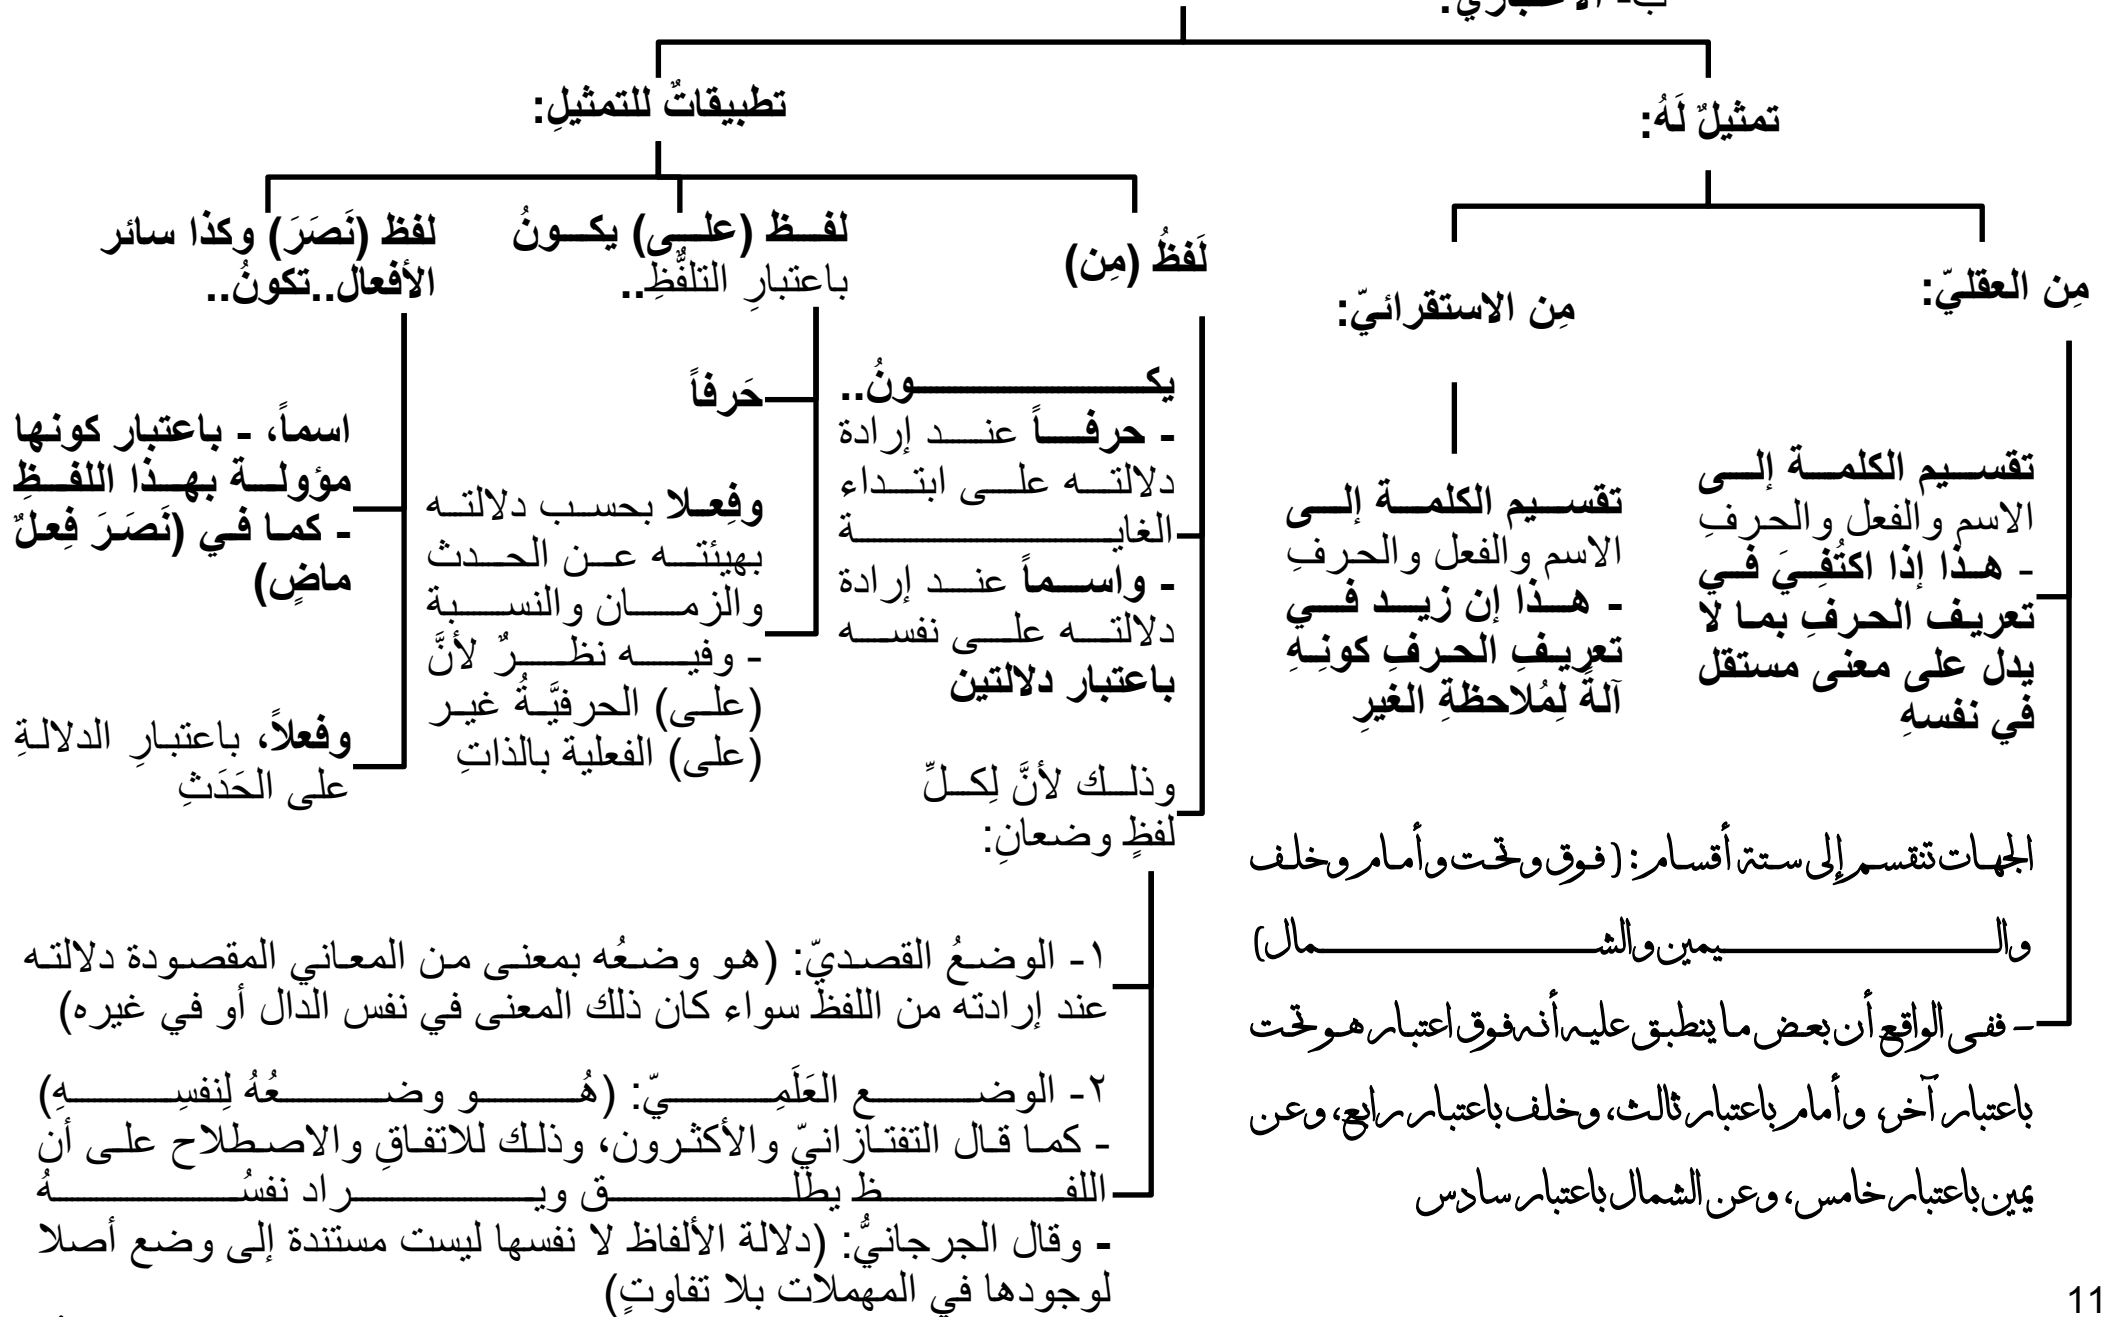 ب- الاعتباري:
تمثيلٌ لَهُ:
مِن العقليّ:
تقسيم الكلمة إلى
الاسم والفعل والحرفِ
- هذا إذا اكتُفِيَ في
تعريف الحرفِ بما لا
يدل على معنى مستقل
في نفسهِ
الجهات تنقسم إلى ستة أقسام: (فوق وتحت وأمام وخلف
واليمين والشمال)
- ففي الواقع أن بعض ما ينطبق عليه أنه فوق اعتبار هو تحت
باعتبار آخر، وأمام باعتبار ثالث، وخلف باعتبار رابع، وعن
يمين باعتبار خامس، وعن الشمال باعتبار سادس
مِن الاستقرائيّ:
تقسيم الكلمة إلى
الاسم والفعل والحرفِ
- هذا إن زيد في
تعريفِ الحرفِ كونِهِ
آلةً لِمُلاحظةِ الغيرِ
تطبيقاتٌ للتمثيلِ:
لَفظُ (مِن)
يكونُ..
- حرفاً عند إرادة
دلالته على ابتداء
الغاية
- واسماً عند إرادة
دلالته على نفسه
باعتبار دلالتين
وذلك لأنَّ لِكلِّ
لفظٍ وضعانِ:
١- الوضعُ القصديّ: (هو وضعُه بمعنى من المعاني المقصودة دلالته
عند إرادته من اللفظ سواء كان ذلك المعنى في نفس الدال أو في غيره)
٢- الوضع العَلَمِيّ: (هُو وضعُهُ لِنفسِهِ)
- كما قال التفتازانيّ والأكثرون، وذلك للاتفاقِ والاصطلاح على أن
اللفظ يطلق ويراد نفسُهُ
- وقال الجرجانيُّ: (دلالة الألفاظ لا نفسها ليست مستندة إلى وضع أصلا
لوجودها في المهملات بلا تفاوتٍ)
لفظ (على) يكونُ
باعتبارِ التلفُّظِ..
حَرفاً
وفِعلا بحسب دلالته
بهيئته عن الحدث
والزمان والنسبة
- وفيه نظرٌ لأنَّ
(على) الحرفيَّةُ غير
(على) الفعلية بالذاتِ
لفظ (نَصَرَ) وكذا سائر
الأفعال..تكونُ..
اسماً، - باعتبار كونها
مؤولة بهذا اللفظِ
- كما في (نَصَرَ فِعلٌ
ماضٍ)
وفعلاً، باعتبارِ الدلالةِ
على الحَدَثِ
11